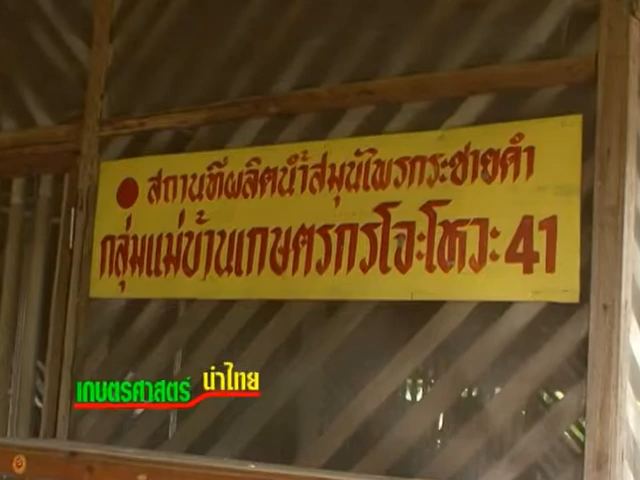 สถานที่ผลิตน้ำสมุนไพรกระชายดำ
กลุ่มแม่บ้านเกษตรกรโจะโหวะ 41
เกษตรศาสตร์ นำไทย